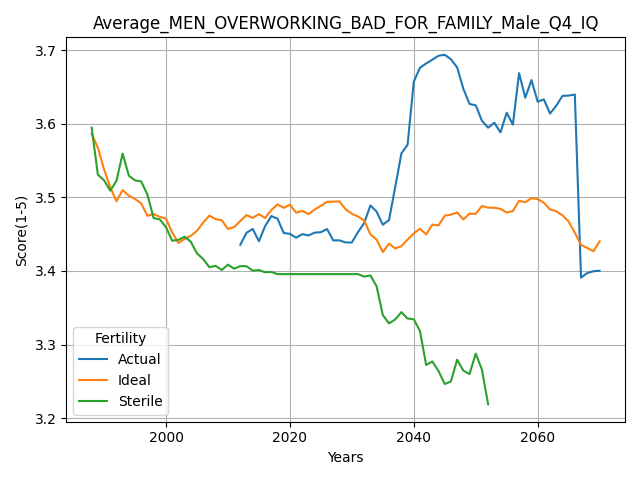 Average_MEN_OVERWORKING_BAD_FOR_FAMILY_Male_Q4_IQ
3.7
3.6
3.5
3.4
3.3
3.2
Score(1-5)
Fertility
Actual
Ideal
Sterile
2000
2020
2040
2060
Years